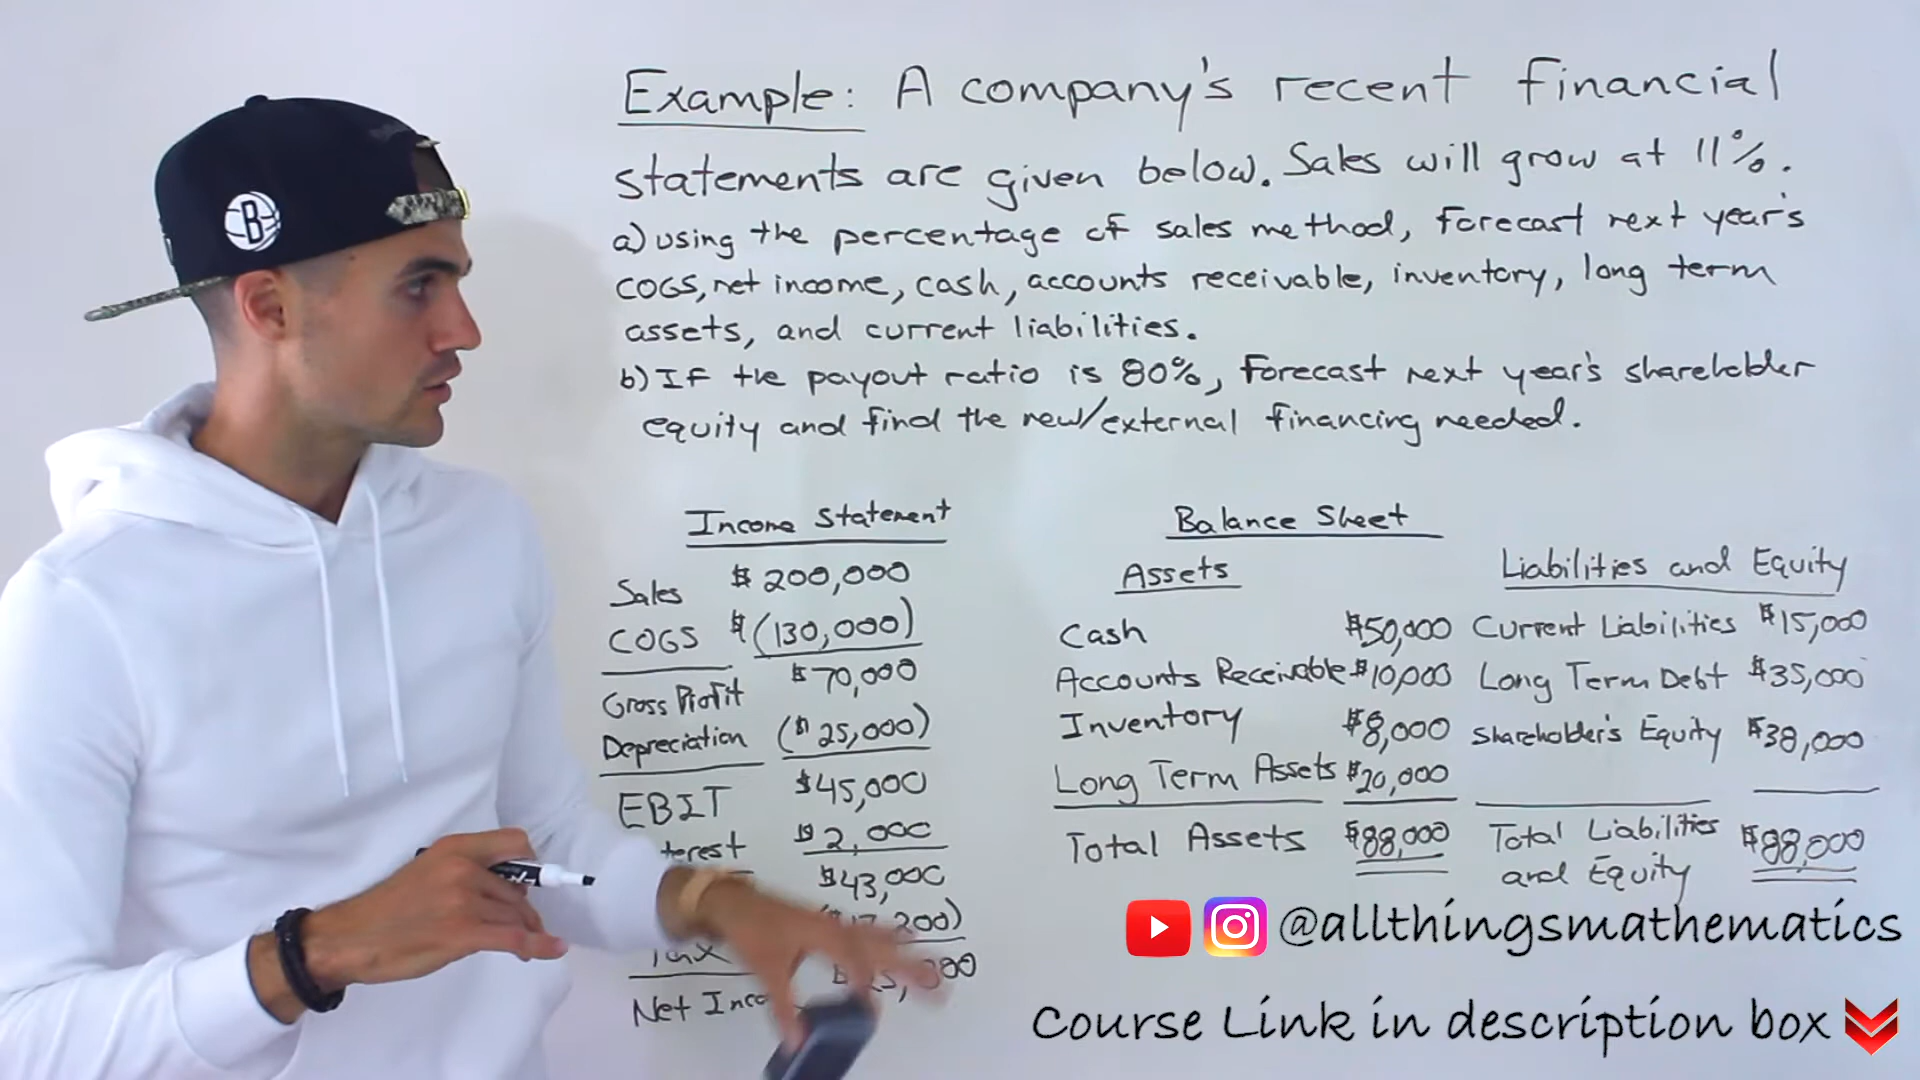 Example: A company's recent financial
statements are given below. Sales will grow at 11%.
a) using the percentage of sales method, forecast next year's
COGS, net income, cash, accounts receivable, inventory, long term
assets, and current liabilities.
b) If the payout ratio is 80%, forecast next year's shareholder
equity and find the new/external financing needed.
Income Statement
Sales $200,000
COGS $(130,000)
Gross Profit $70,000
Depreciation ($25,000)
EBIT $45,000
terest $2,000
$43,000
Tax 200)
Net Inco
Balance Sheet
Assets
Cash $50,000
Accounts Receivable $10,000
Inventory $8,000
Long Term Assets $20,000
Total Assets $88,000
Liabilities and Equity
Current Liabilities $15,000
Long Term Debt $35,000
Shareholder's Equity $38,000
Total Liabilities
and Equity $88,000
@allthingsmathematics
Course Link in description box
B